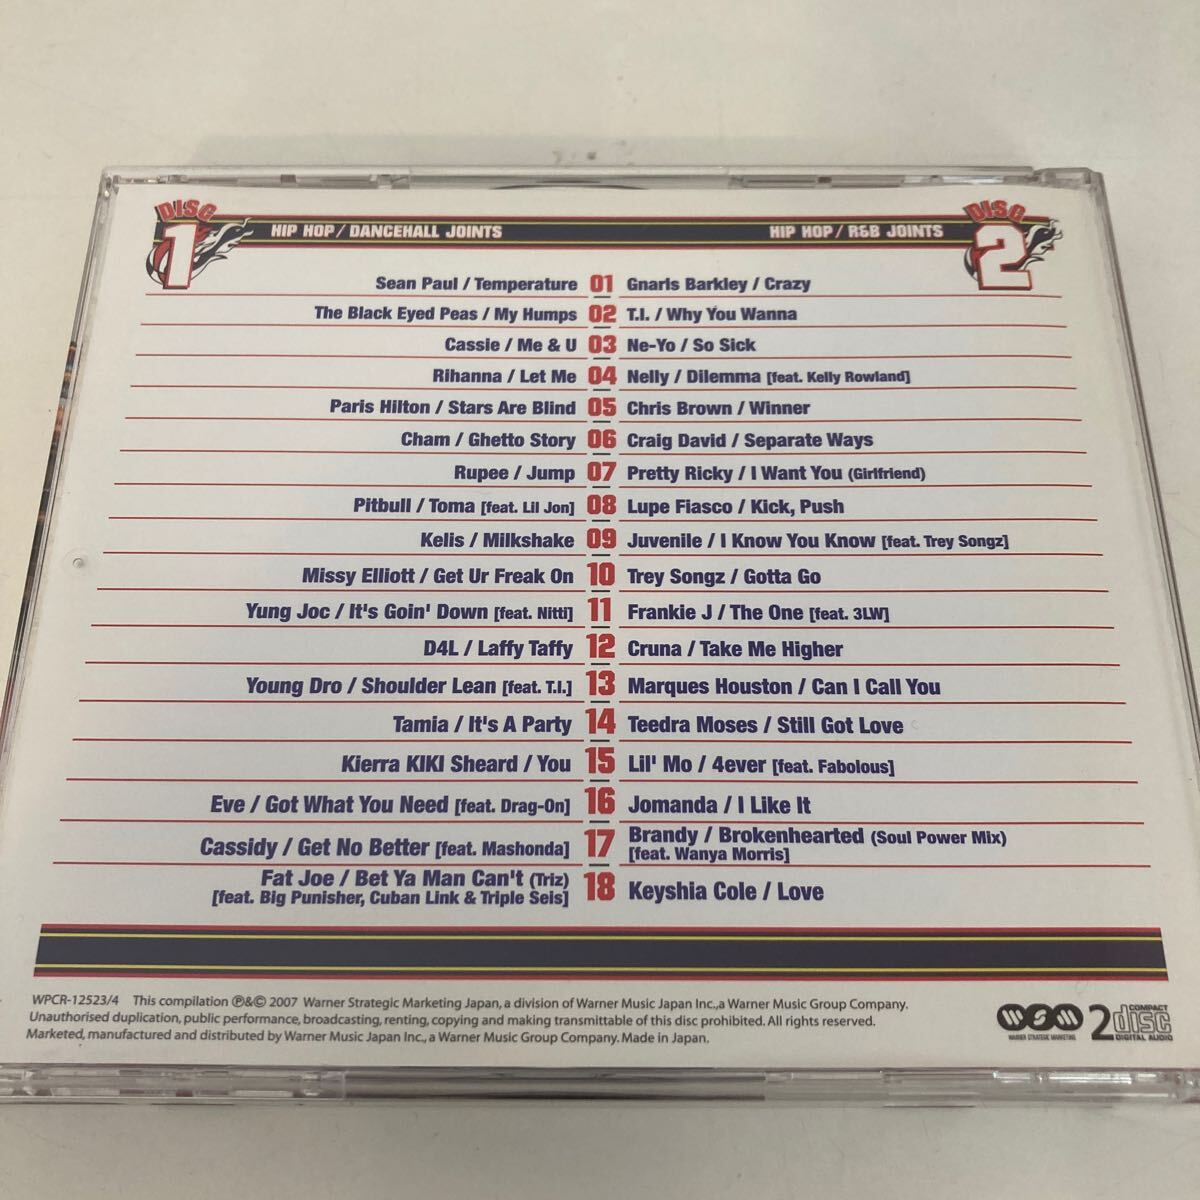 DISC 1
HIP HOP / DANCEHALL JOINTS
HIP HOP / R&B JOINTS
DISC 2
Sean Paul / Temperature 01 Gnarls Barkley / Crazy
The Black Eyed Peas / My Humps 02 T.I. / Why You Wanna
Cassie / Me & U 03 Ne-Yo / So Sick
Rihanna / Let Me 04 Nelly / Dilemma [feat. Kelly Rowland]
Paris Hilton / Stars Are Blind 05 Chris Brown / Winner
Cham / Ghetto Story 06 Craig David / Separate Ways
Rupee / Jump 07 Pretty Ricky / I Want You (Girlfriend)
Pitbull / Toma [feat. Lil Jon] 08 Lupe Fiasco / Kick, Push
Kelis / Milkshake 09 Juvenile / I Know You Know [feat. Trey Songz]
Missy Elliott / Get Ur Freak On 10 Trey Songz / Gotta Go
Yung Joc / It's Goin' Down [feat. Nitti] 11 Frankie J / The One [feat. 3LW]
D4L / Laffy Taffy 12 Cruna / Take Me Higher
Young Dro / Shoulder Lean [feat. T.I.] 13 Marques Houston / Can I Call You
Tamia / It's A Party 14 Teedra Moses / Still Got Love
Kierra KIKI Sheard / You 15 Lil' Mo / 4ever [feat. Fabolous]
Eve / Got What You Need [feat. Drag-On] 16 Jomanda / I Like It
Cassidy / Get No Better [feat. Mashonda] 17 Brandy / Brokenhearted (Soul Power Mix)
[feat. Wanya Morris]
Fat Joe / Bet Ya Man Can't (Triz)
[feat. Big Punisher, Cuban Link & Triple Seis] 18 Keyshia Cole / Love
WPCR-12523/4 This compilation ℗&© 2007 Warner Strategic Marketing Japan, a division of Warner Music Japan Inc., a Warner Music Group Company.
Unauthorised duplication, public performance, broadcasting, renting, copying and making transmittable of this disc prohibited. All rights reserved.
Marketed, manufactured and distributed by Warner Music Japan Inc., a Warner Music Group Company. Made in Japan.
WSM
WARNER STRATEGIC MARKETING
2 COMPACT
disc
DIGITAL AUDIO